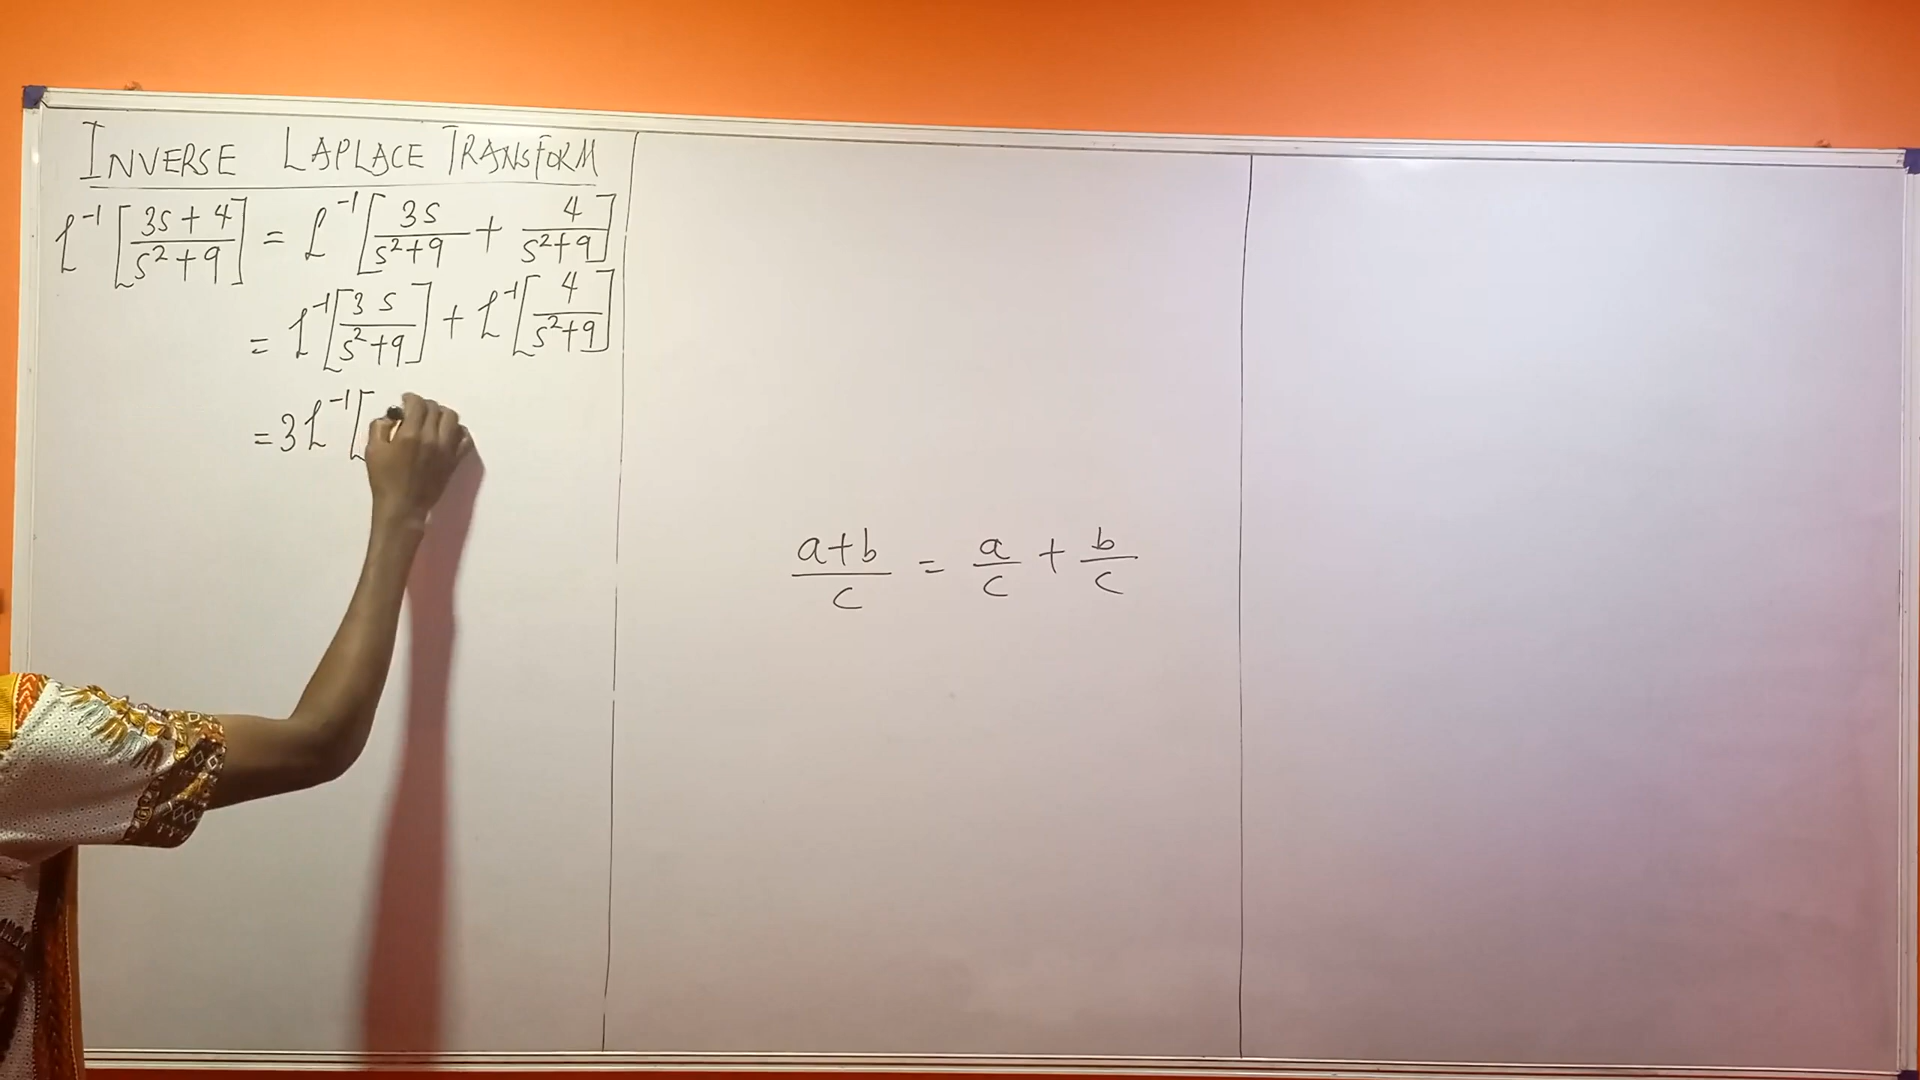 INVERSE LAPLACE TRANSFORM
ℒ⁻¹[(3s + 4)/(s² + 9)] = ℒ⁻¹[3s/(s² + 9) + 4/(s² + 9)]
= ℒ⁻¹[3s/(s² + 9)] + ℒ⁻¹[4/(s² + 9)]
= 3ℒ⁻¹[
(a + b)/c = a/c + b/c